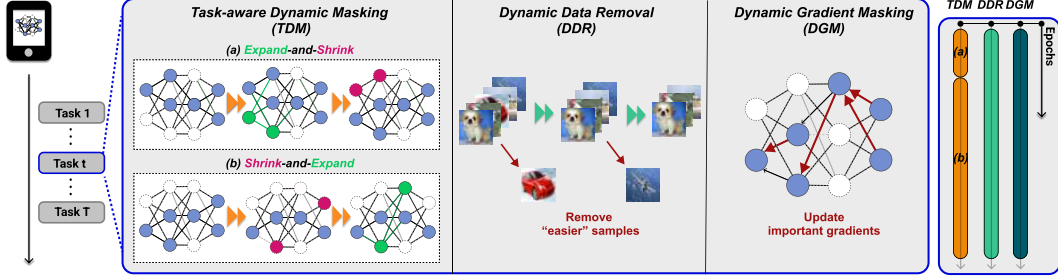 Task 1
Task t
Task T
Task-aware Dynamic Masking
(TDM)
(a) Expand-and-Shrink
(b) Shrink-and-Expand
Dynamic Data Removal
(DDR)
Remove
“easier” samples
Dynamic Gradient Masking
(DGM)
Update
important gradients
TDM DDR DGM
Epochs
(a)
(b)